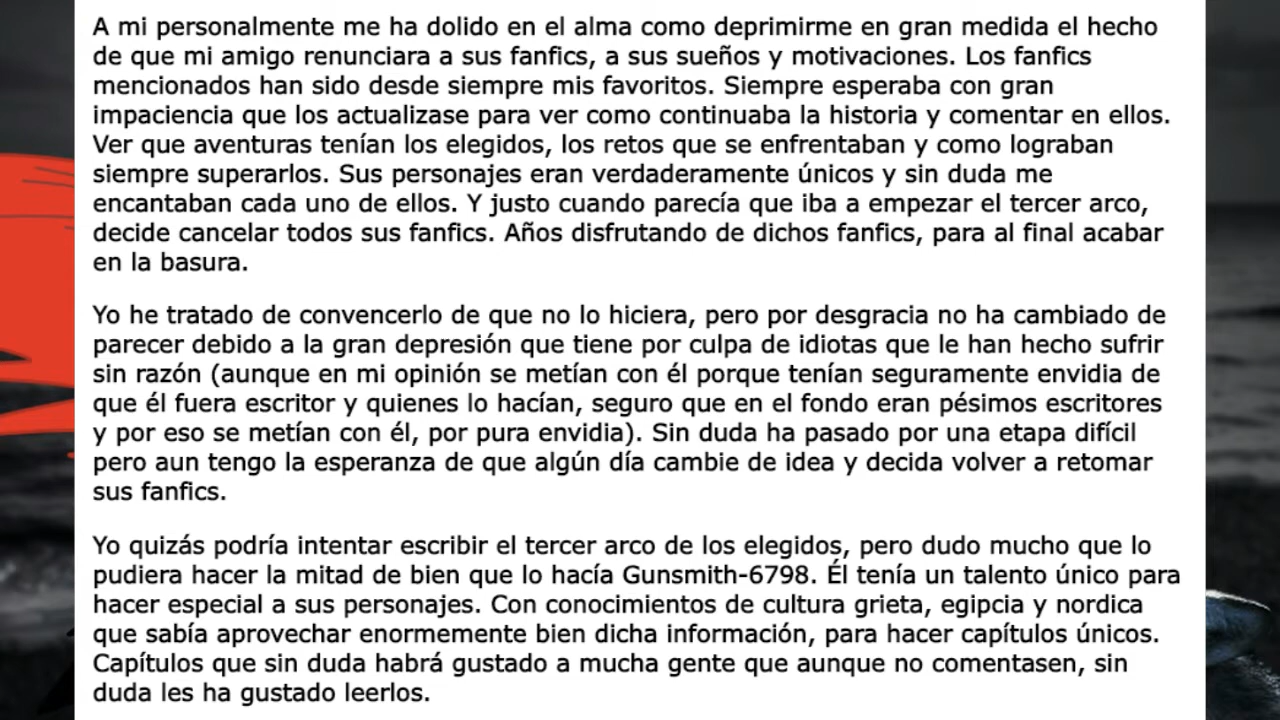 A mi personalmente me ha dolido en el alma como deprimirme en gran medida el hecho
de que mi amigo renunciara a sus fanfics, a sus sueños y motivaciones. Los fanfics
mencionados han sido desde siempre mis favoritos. Siempre esperaba con gran
impaciencia que los actualizase para ver como continuaba la historia y comentar en ellos.
Ver que aventuras tenían los elegidos, los retos que se enfrentaban y como lograban
siempre superarlos. Sus personajes eran verdaderamente únicos y sin duda me
encantaban cada uno de ellos. Y justo cuando parecía que iba a empezar el tercer arco,
decide cancelar todos sus fanfics. Años disfrutando de dichos fanfics, para al final acabar
en la basura.
Yo he tratado de convencerlo de que no lo hiciera, pero por desgracia no ha cambiado de
parecer debido a la gran depresión que tiene por culpa de idiotas que le han hecho sufrir
sin razón (aunque en mi opinión se metían con él porque tenían seguramente envidia de
que él fuera escritor y quienes lo hacían, seguro que en el fondo eran pésimos escritores
y por eso se metían con él, por pura envidia). Sin duda ha pasado por una etapa difícil
pero aun tengo la esperanza de que algún día cambie de idea y decida volver a retomar
sus fanfics.
Yo quizás podría intentar escribir el tercer arco de los elegidos, pero dudo mucho que lo
pudiera hacer la mitad de bien que lo hacía Gunsmith-6798. Él tenía un talento único para
hacer especial a sus personajes. Con conocimientos de cultura grieta, egipcia y nordica
que sabía aprovechar enormemente bien dicha información, para hacer capítulos únicos.
Capítulos que sin duda habrá gustado a mucha gente que aunque no comentasen, sin
duda les ha gustado leerlos.